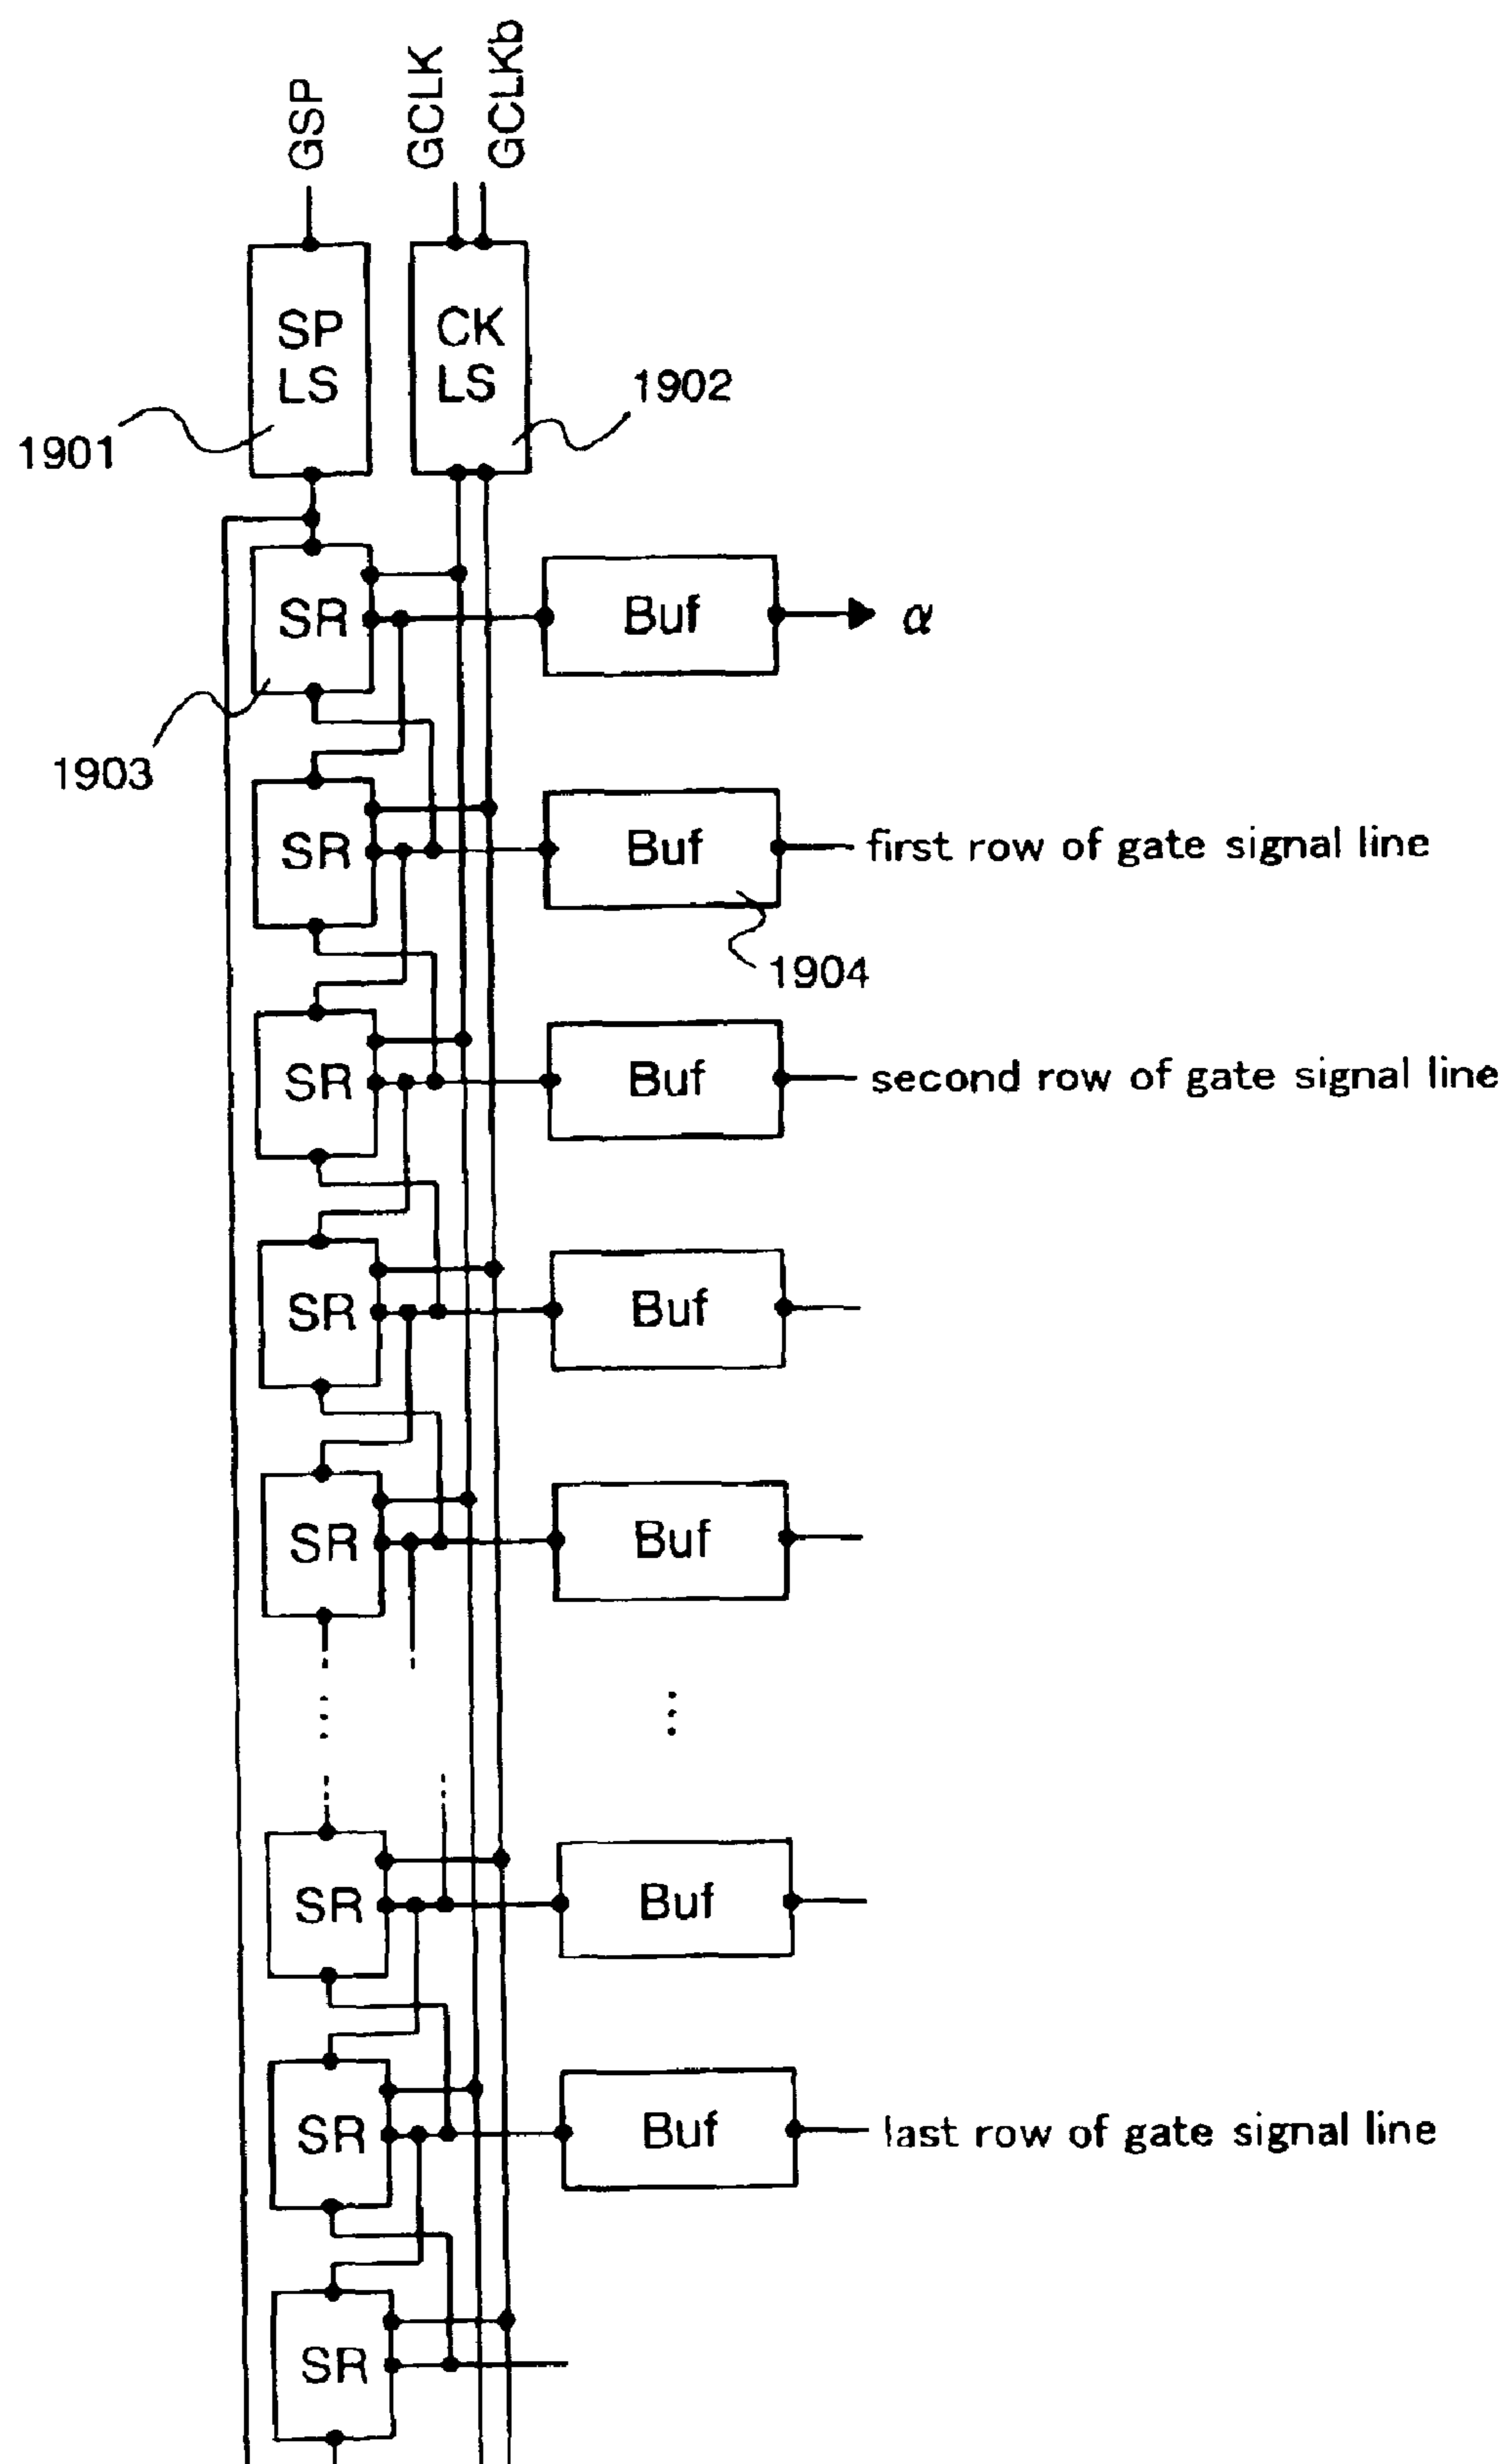 GSP
GCLK
GCLKb
SP
LS
CK
LS
1901
1902
SR
Buf
α
1903
SR
Buf
first row of gate signal line
1904
SR
Buf
second row of gate signal line
SR
Buf
SR
Buf
SR
Buf
SR
Buf
last row of gate signal line
SR